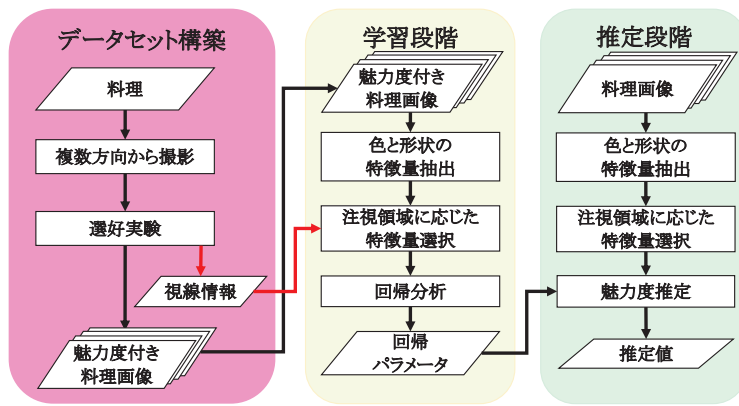 データセット構築
料理
複数方向から撮影
選好実験
視線情報
魅力度付き
料理画像
学習段階
魅力度付き
料理画像
色と形状の
特徴量抽出
注視領域に応じた
特徴量選択
回帰分析
回帰
パラメータ
推定段階
料理画像
色と形状の
特徴量抽出
注視領域に応じた
特徴量選択
魅力度推定
推定値